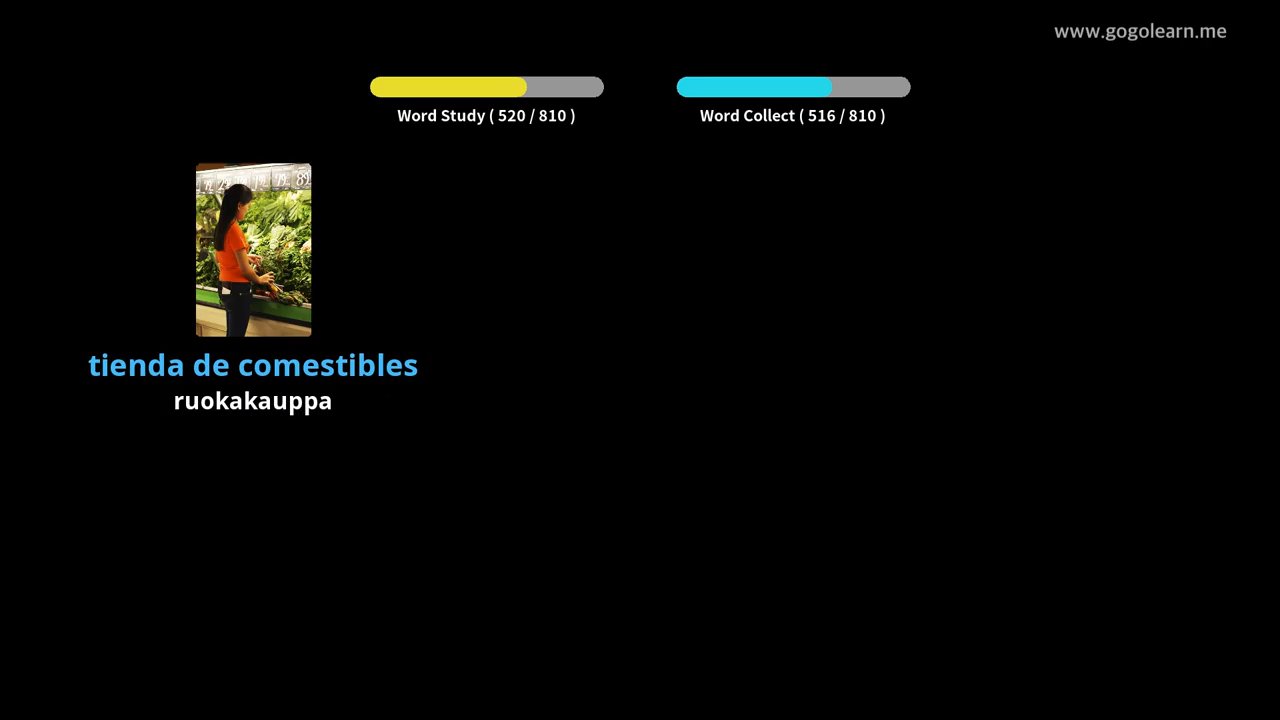 www.gogolearn.me
Word Study ( 520 / 810 )
Word Collect ( 516 / 810 )
tienda de comestibles
ruokakauppa